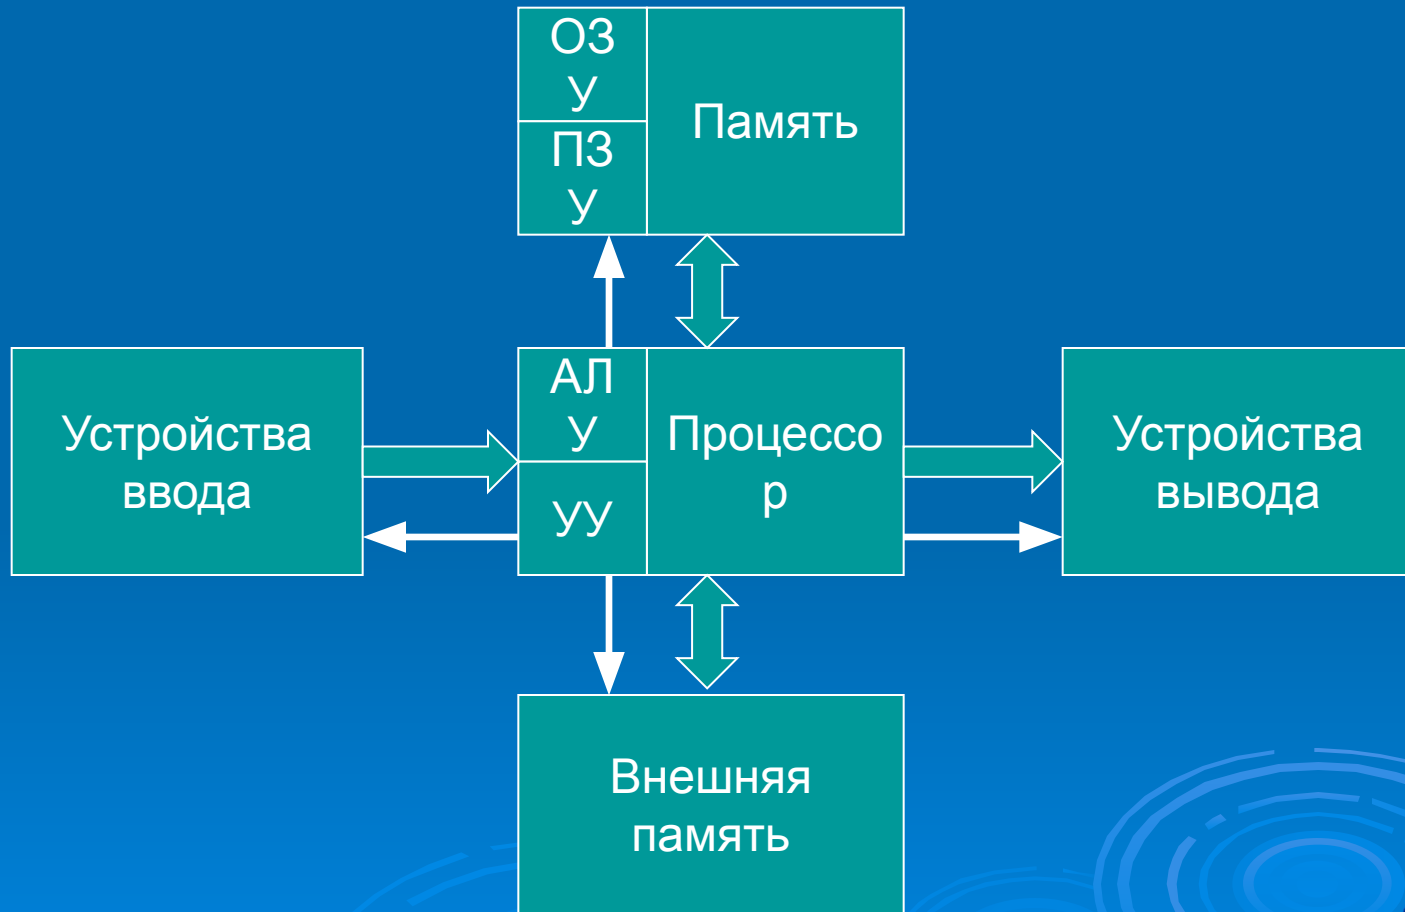 ОЗ
У
ПЗ
У
Память
Устройства
ввода
АЛ
У
УУ
Процессо
р
Устройства
вывода
Внешняя
память